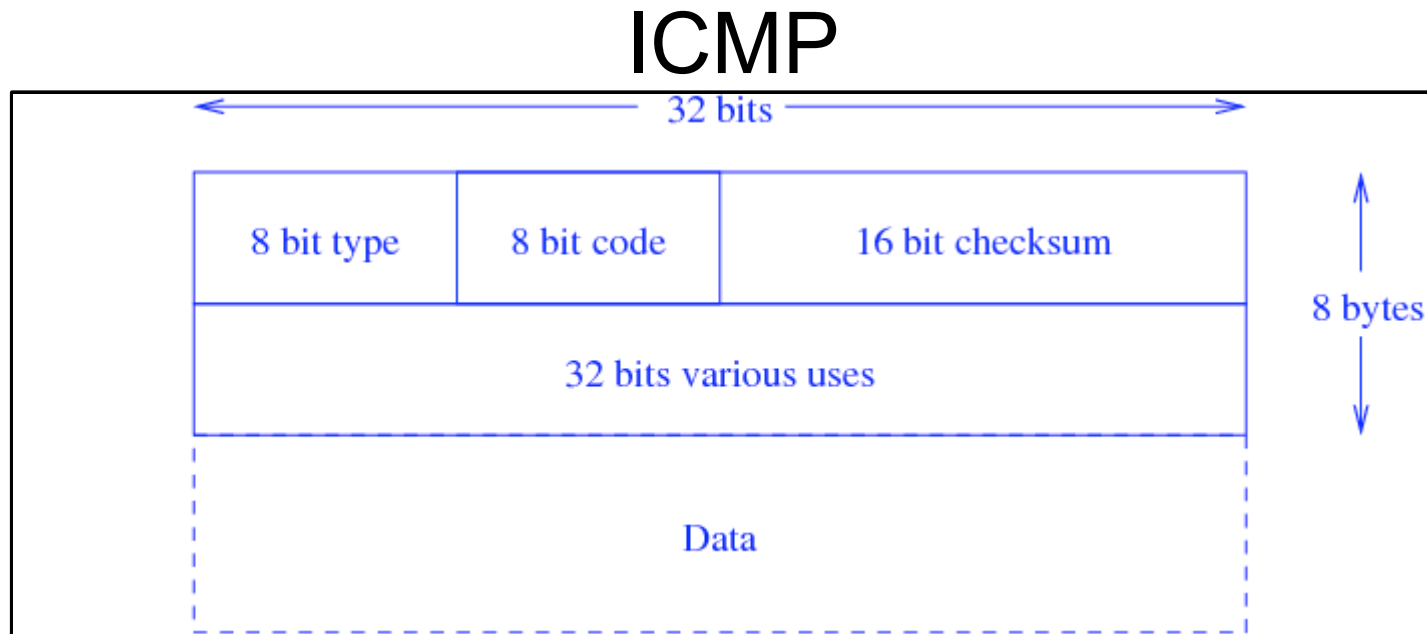 ICMP
32 bits
8 bit type 8 bit code 16 bit checksum
8 bytes
32 bits various uses
Data